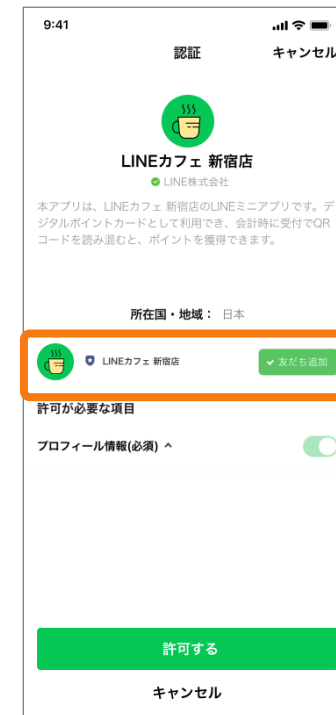 9:41
認証 キャンセル
LINEカフェ 新宿店
LINE株式会社
本アプリは、LINEカフェ 新宿店のLINEミニアプリです。デ
ジタルポイントカードとして利用でき、会計時に受付でQR
コードを読み込むと、ポイントを獲得できます。
所在国・地域： 日本
LINEカフェ 新宿店 友だち追加
許可が必要な項目
プロフィール情報(必須)
許可する
キャンセル